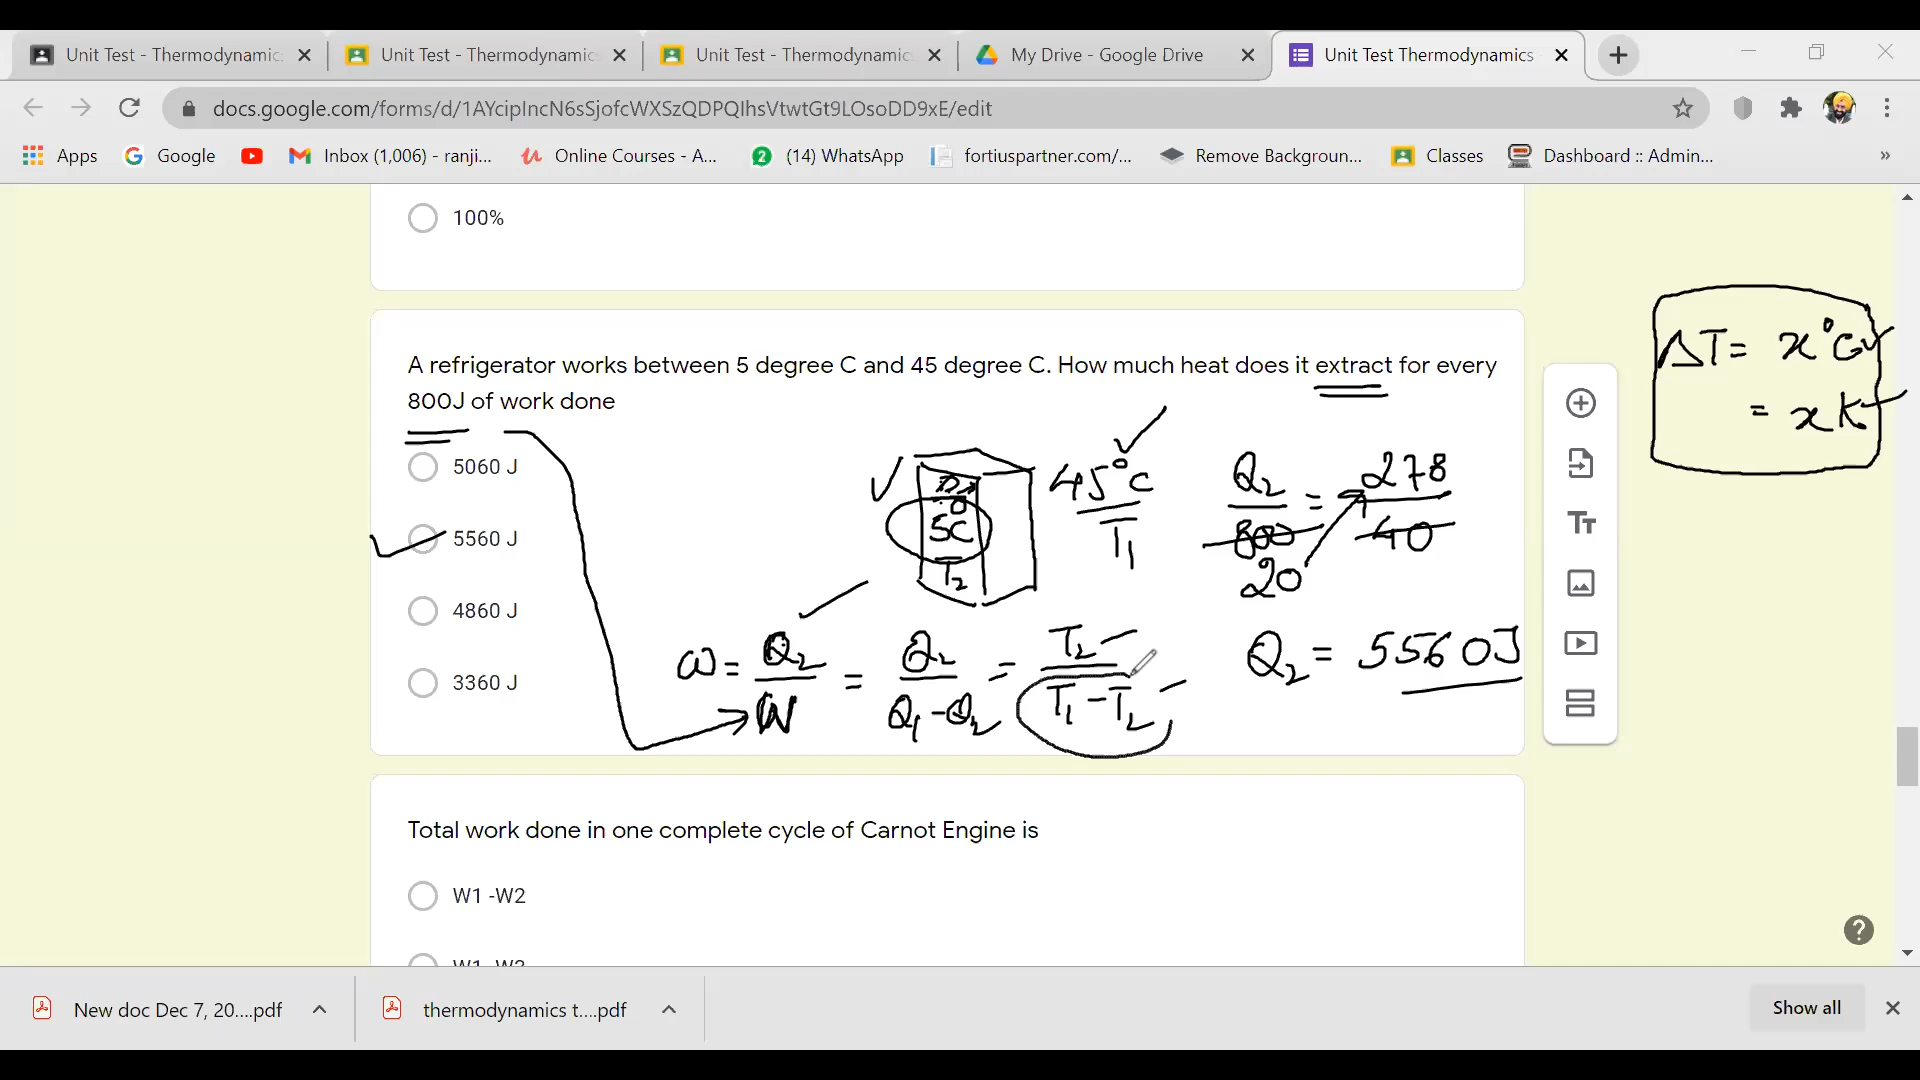 Unit Test - Thermodynamic
Unit Test - Thermodynamic
Unit Test - Thermodynamic
My Drive - Google Drive
Unit Test Thermodynamics
docs.google.com/forms/d/1AYcipIncN6sSjofcWXSzQDPQIhsVtwtGt9LOsoDD9xE/edit
Apps
Google
Inbox (1,006) - ranji...
Online Courses - A...
2
(14) WhatsApp
fortiuspartner.com/...
Remove Backgroun...
Classes
Dashboard :: Admin...
»
100%
A refrigerator works between 5 degree C and 45 degree C. How much heat does it extract for every
800J of work done
5060 J
5560 J
4860 J
3360 J
5°C
T2
45°C
T1
Q2/800 = 278/40
20
ω = Q2/W = Q2/Q1-Q2 = T2/T1-T2
Q2 = 5560J
ΔT = x°C
= x K
Tт
Total work done in one complete cycle of Carnot Engine is
W1 -W2
W1 -W3
New doc Dec 7, 20....pdf
thermodynamics t....pdf
Show all